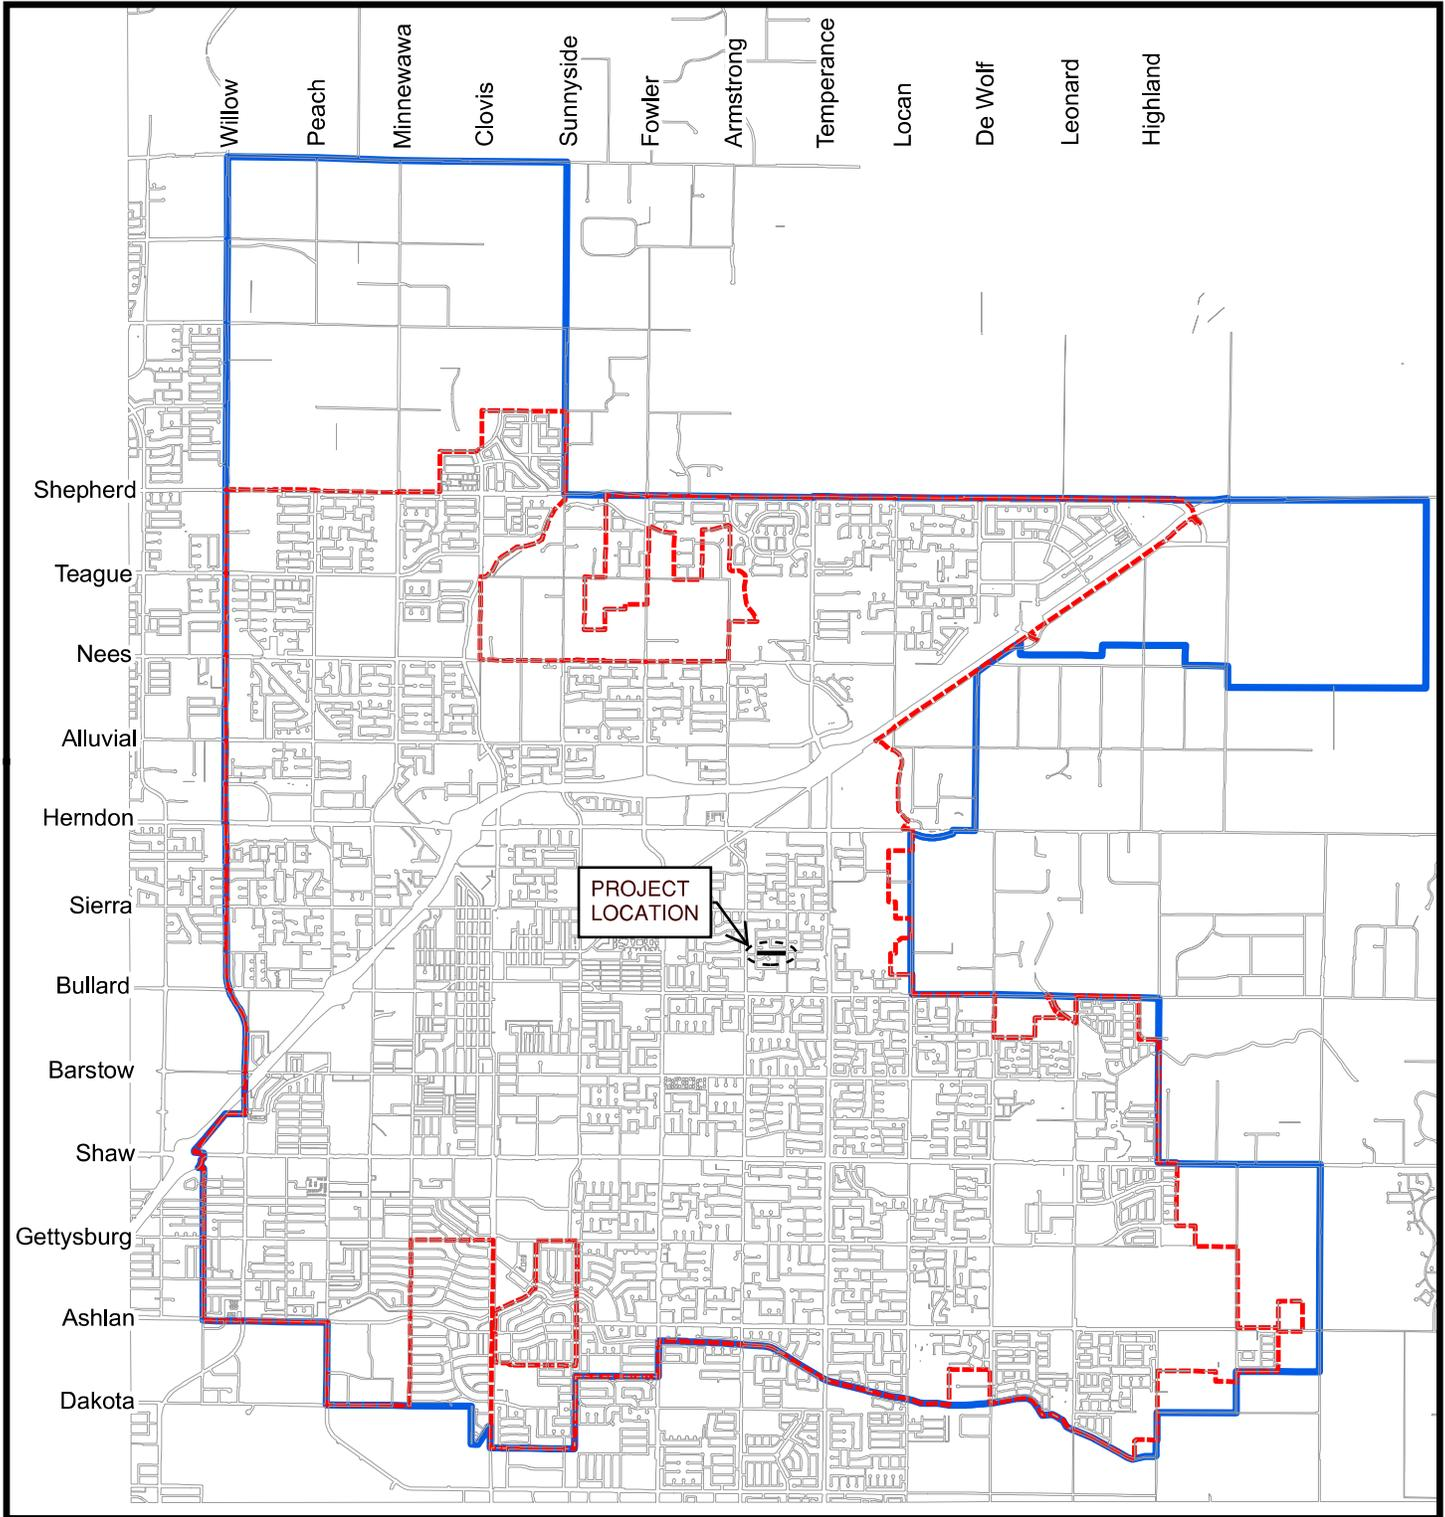 Willow
Peach
Minnewawa
Clovis
Sunnyside
Fowler
Armstrong
Temperance
Locan
De Wolf
Leonard
Highland
Shepherd
Teague
Nees
Alluvial
Herndon
Sierra
Bullard
Barstow
Shaw
Gettysburg
Ashlan
Dakota
PROJECT
LOCATION